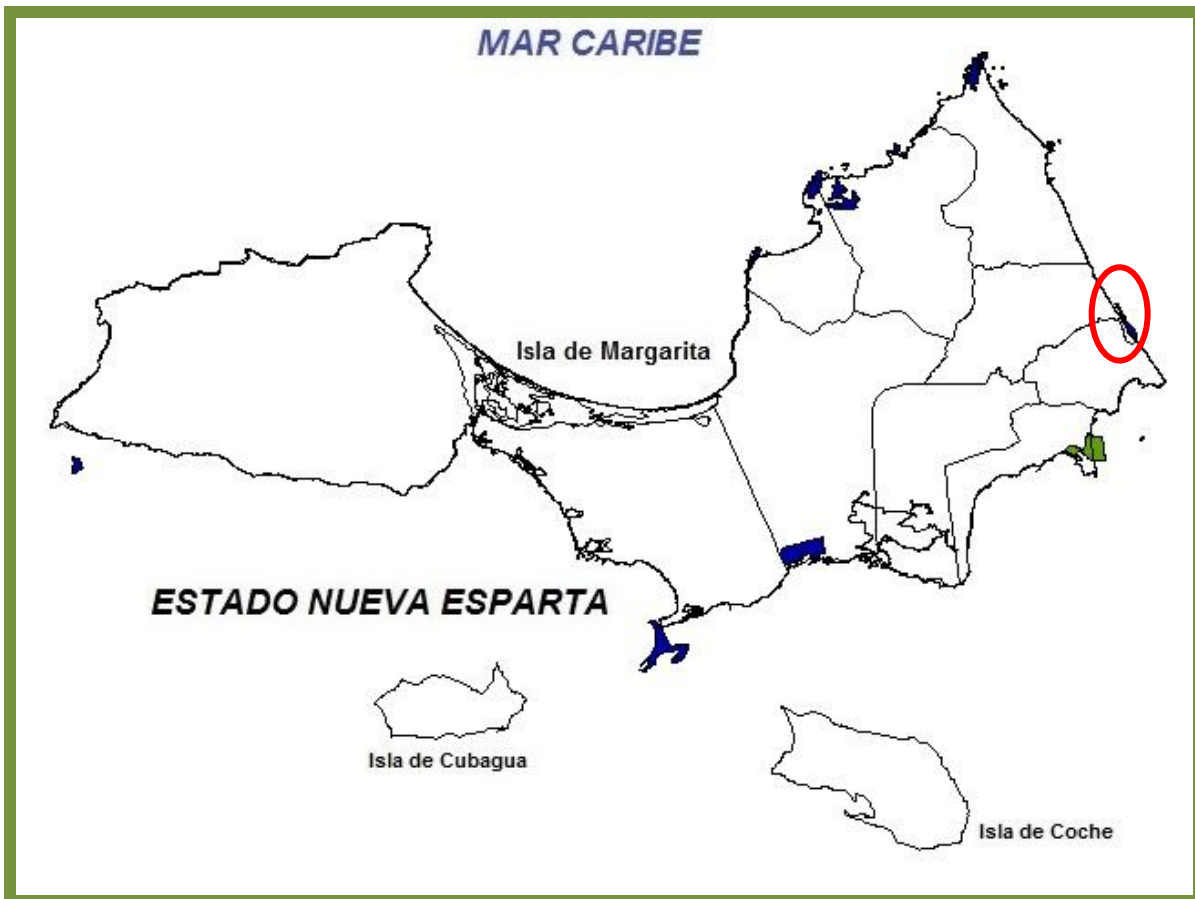 MAR CARIBE
Isla de Margarita
ESTADO NUEVA ESPARTA
Isla de Cubagua
Isla de Coche